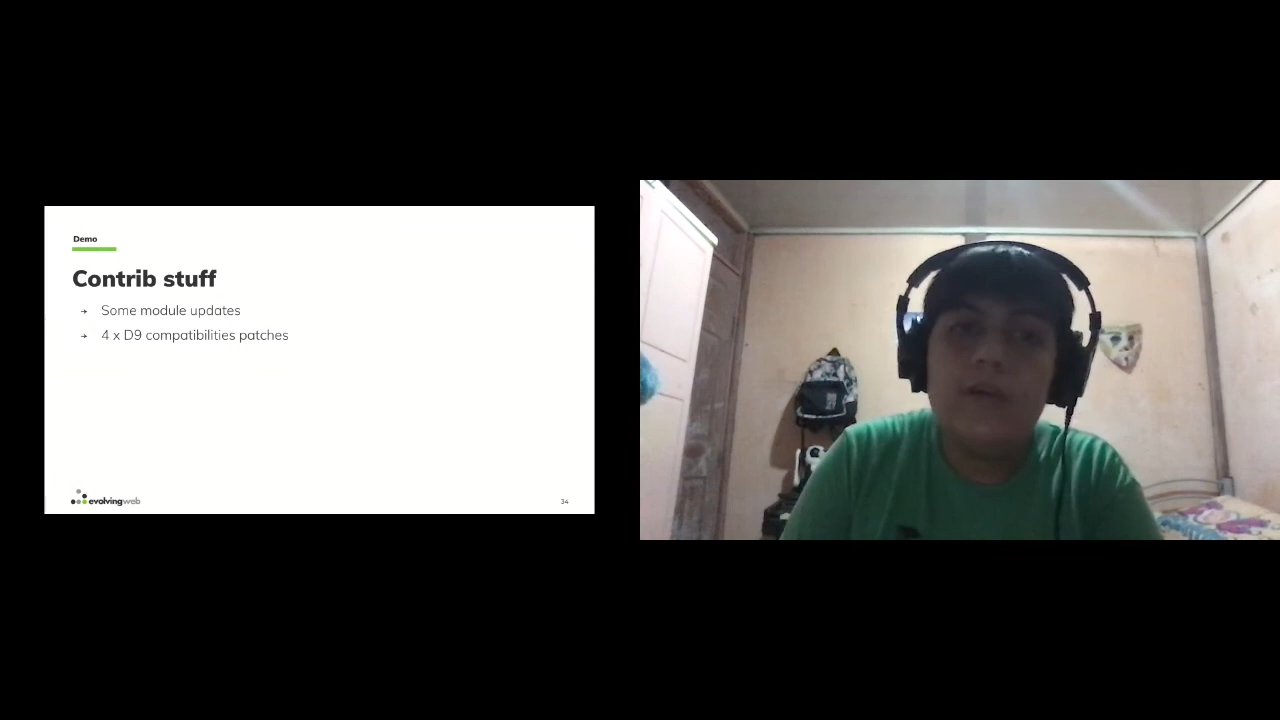 Demo
Contrib stuff
→ Some module updates
→ 4 x D9 compatibilities patches
evolvingweb
34